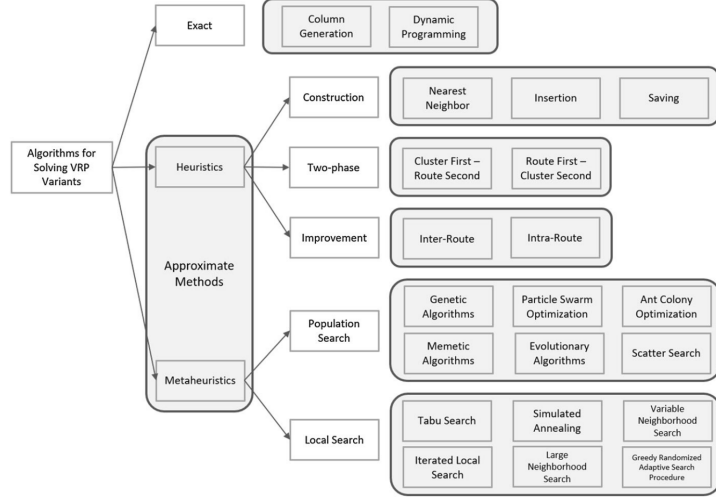 Exact
Column
Generation
Dynamic
Programming
Algorithms for
Solving VRP
Variants
Heuristics
Approximate
Methods
Metaheuristics
Construction
Nearest
Neighbor
Insertion
Saving
Two-phase
Cluster First –
Route Second
Route First –
Cluster Second
Improvement
Inter-Route
Intra-Route
Population
Search
Genetic
Algorithms
Particle Swarm
Optimization
Ant Colony
Optimization
Memetic
Algorithms
Evolutionary
Algorithms
Scatter Search
Local Search
Tabu Search
Simulated
Annealing
Variable
Neighborhood
Search
Iterated Local
Search
Large
Neighborhood
Search
Greedy Randomized
Adaptive Search
Procedure